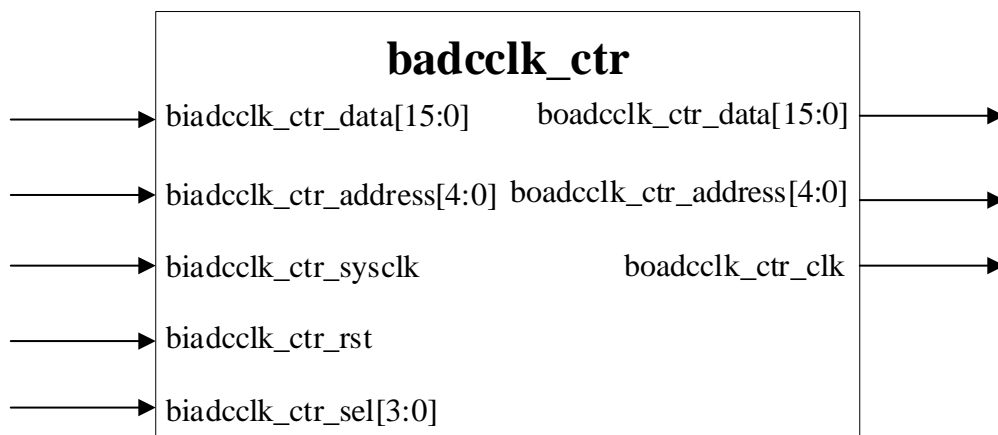 badcclk_ctr
biadcclk_ctr_data[15:0] boadcclk_ctr_data[15:0]
biadcclk_ctr_address[4:0] boadcclk_ctr_address[4:0]
biadcclk_ctr_sysclk boadcclk_ctr_clk
biadcclk_ctr_rst
biadcclk_ctr_sel[3:0]